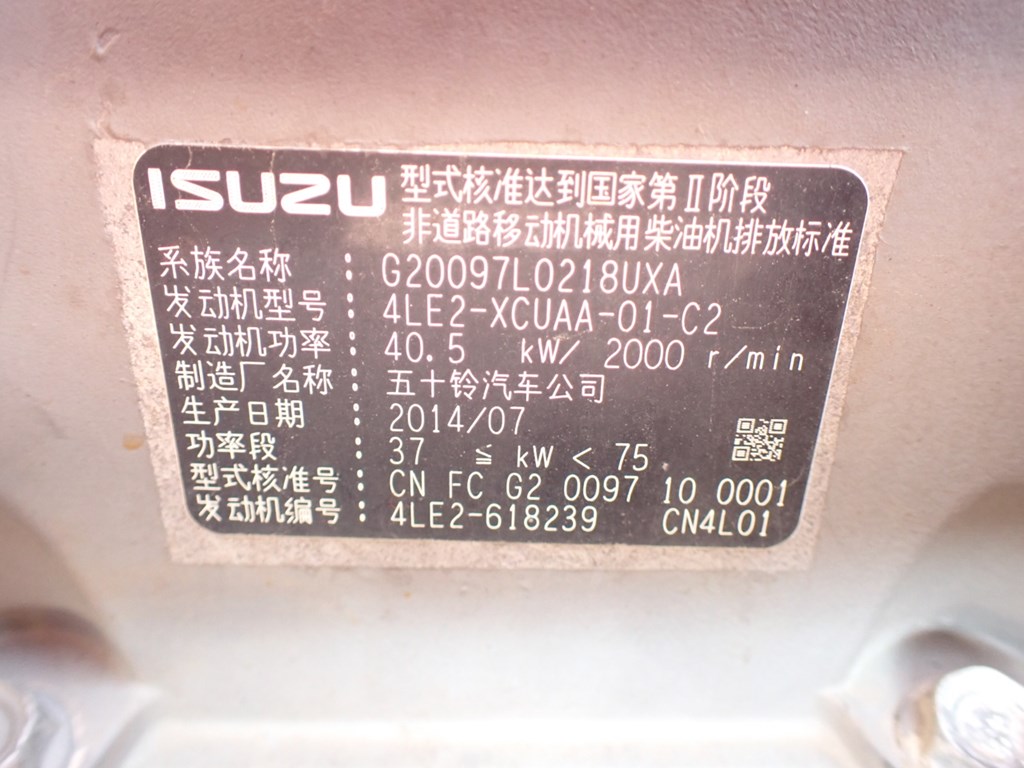 ISUZU 型式核准达到国家第Ⅱ阶段
非道路移动机械用柴油机排放标准
系族名称 : G20097L0218UXA
发动机型号 : 4LE2-XCUAA-01-C2
发动机功率 : 40.5 kW/ 2000 r/min
制造厂名称 : 五十铃汽车公司
生产日期 : 2014/07
功率段 : 37 ≦ kW < 75
型式核准号 : CN FC G2 0097 10 0001
发动机编号 : 4LE2-618239 CN4L01